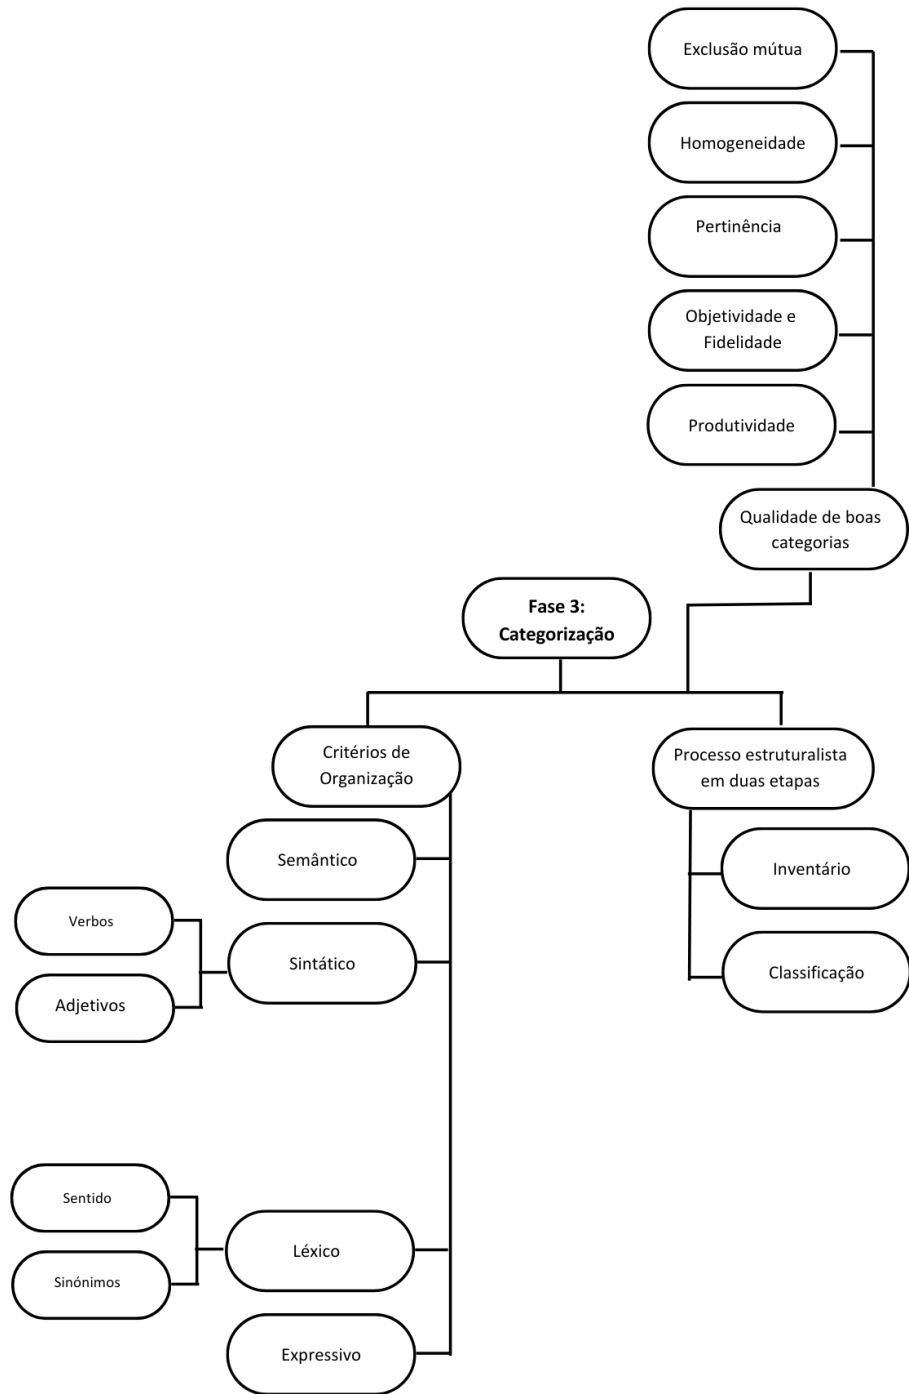 Exclusão mútua
Homogeneidade
Pertinência
Objetividade e
Fidelidade
Produtividade
Qualidade de boas
categorias
Fase 3:
Categorização
Critérios de
Organização
Processo estruturalista
em duas etapas
Semântico
Inventário
Verbos
Sintático
Adjetivos
Classificação
Sentido
Léxico
Sinónimos
Expressivo